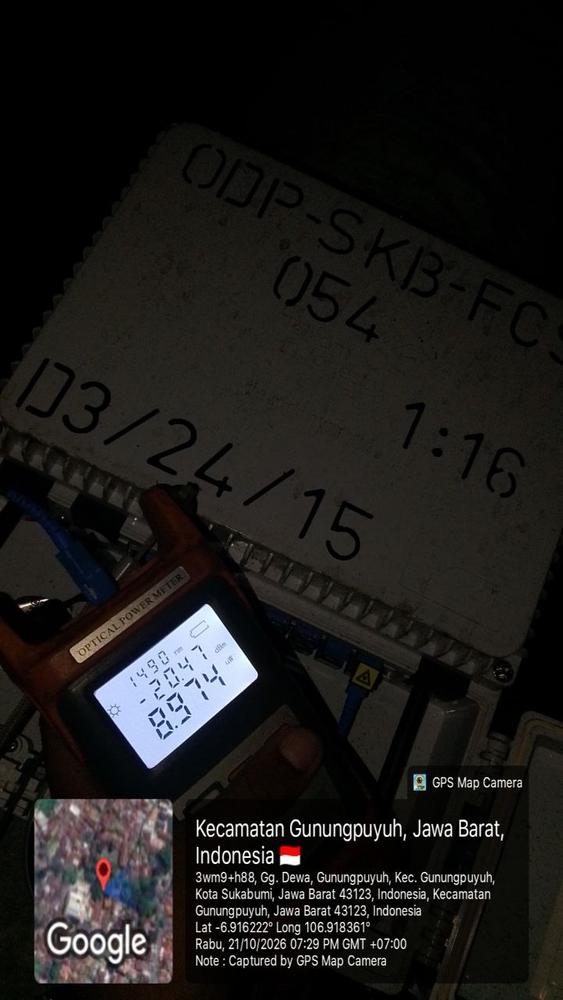 ODP-SKB-FCS
054
1:16
D3/24/15
OPTICAL POWER METER
1490 nm
-20.47 dBm
8.974 uW
GPS Map Camera
Kecamatan Gunungpuyuh, Jawa Barat,
Indonesia 🇮🇩
3wm9+h88, Gg. Dewa, Gunungpuyuh, Kec. Gunungpuyuh,
Kota Sukabumi, Jawa Barat 43123, Indonesia, Kecamatan
Gunungpuyuh, Jawa Barat 43123, Indonesia
Lat -6.916222° Long 106.918361°
Rabu, 21/10/2026 07:29 PM GMT +07:00
Note : Captured by GPS Map Camera
Google